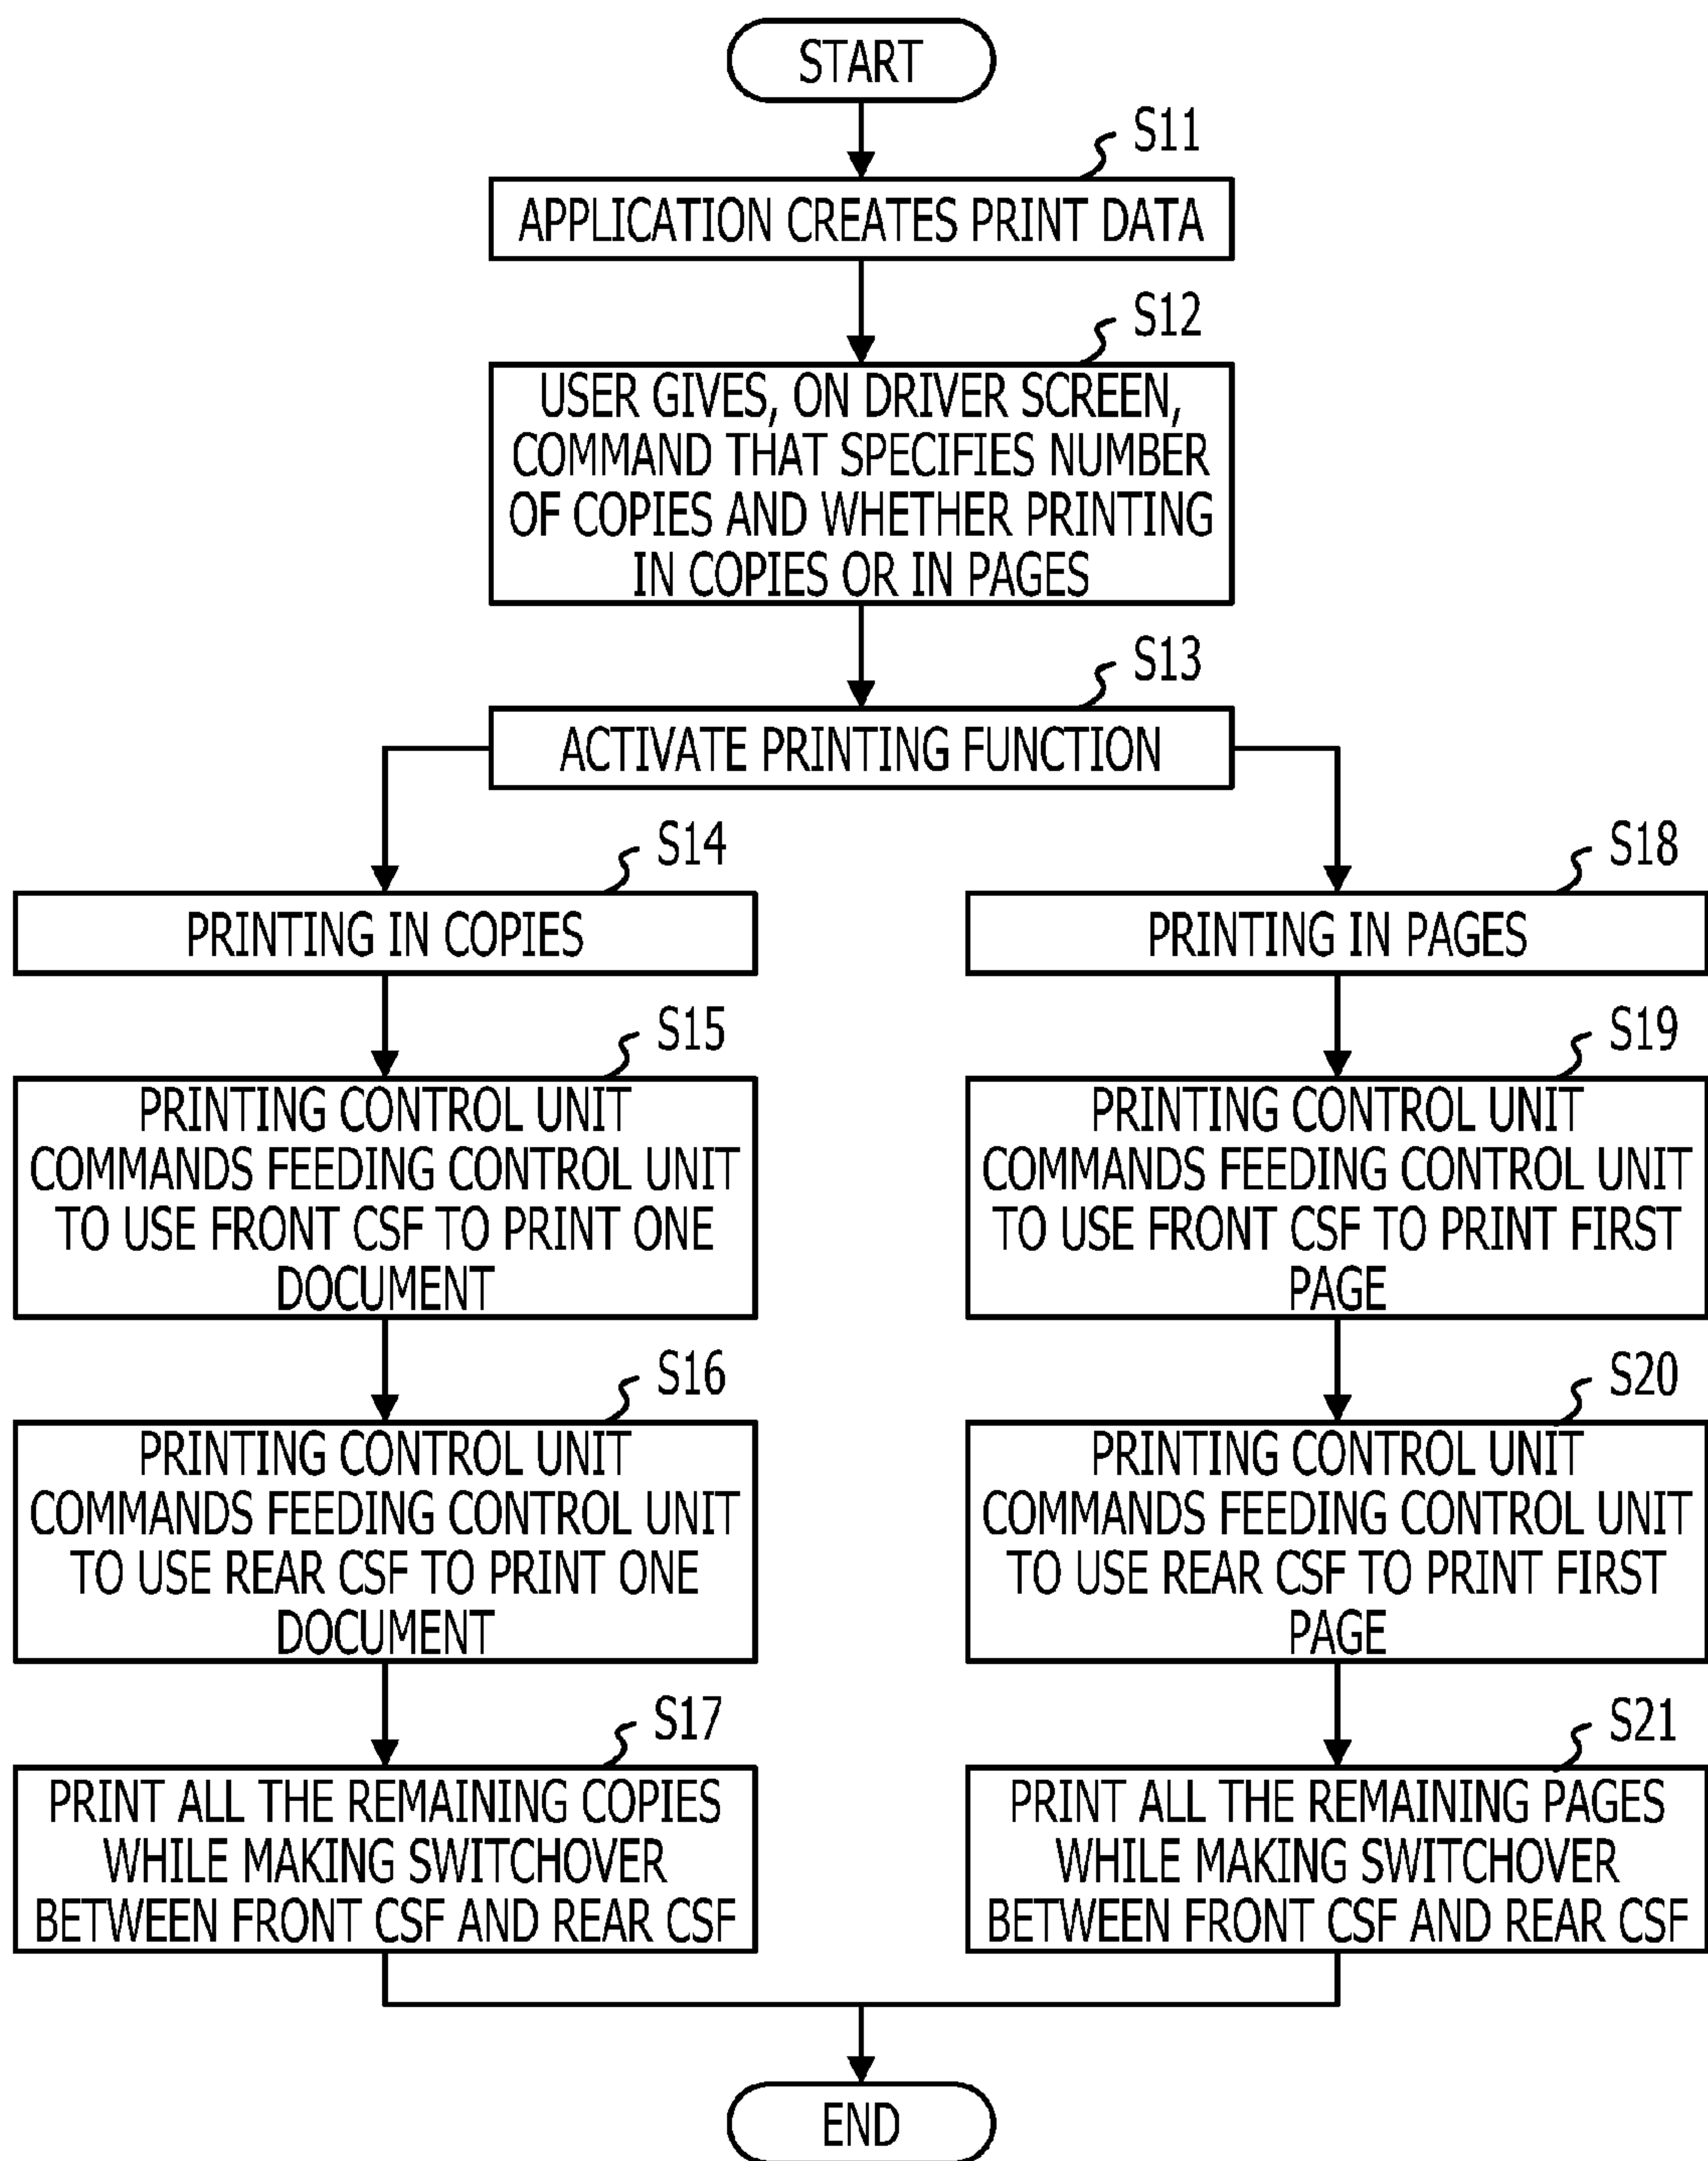 START
S11
APPLICATION CREATES PRINT DATA
S12
USER GIVES, ON DRIVER SCREEN,
COMMAND THAT SPECIFIES NUMBER
OF COPIES AND WHETHER PRINTING
IN COPIES OR IN PAGES
S13
ACTIVATE PRINTING FUNCTION
S14
PRINTING IN COPIES
S15
PRINTING CONTROL UNIT
COMMANDS FEEDING CONTROL UNIT
TO USE FRONT CSF TO PRINT ONE
DOCUMENT
S16
PRINTING CONTROL UNIT
COMMANDS FEEDING CONTROL UNIT
TO USE REAR CSF TO PRINT ONE
DOCUMENT
S17
PRINT ALL THE REMAINING COPIES
WHILE MAKING SWITCHOVER
BETWEEN FRONT CSF AND REAR CSF
S18
PRINTING IN PAGES
S19
PRINTING CONTROL UNIT
COMMANDS FEEDING CONTROL UNIT
TO USE FRONT CSF TO PRINT FIRST
PAGE
S20
PRINTING CONTROL UNIT
COMMANDS FEEDING CONTROL UNIT
TO USE REAR CSF TO PRINT FIRST
PAGE
S21
PRINT ALL THE REMAINING PAGES
WHILE MAKING SWITCHOVER
BETWEEN FRONT CSF AND REAR CSF
END